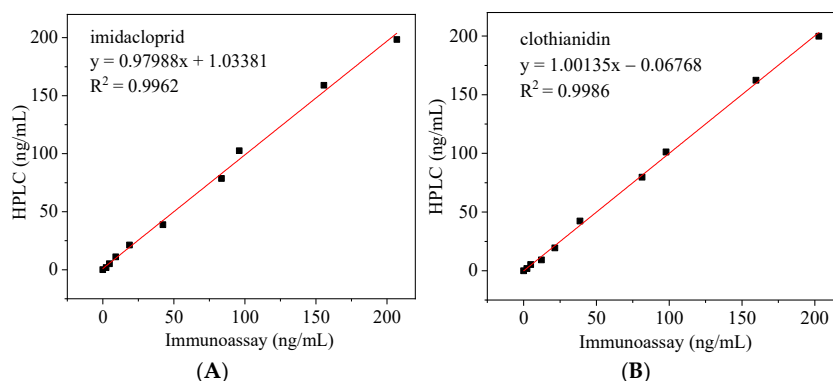 imidacloprid
y = 0.97988x + 1.03381
R² = 0.9962
HPLC (ng/mL)
200
150
100
50
0
0 50 100 150 200
Immunoassay (ng/mL)
(A)
clothianidin
y = 1.00135x − 0.06768
R² = 0.9986
HPLC (ng/mL)
200
150
100
50
0
0 50 100 150 200
Immunoassay (ng/mL)
(B)